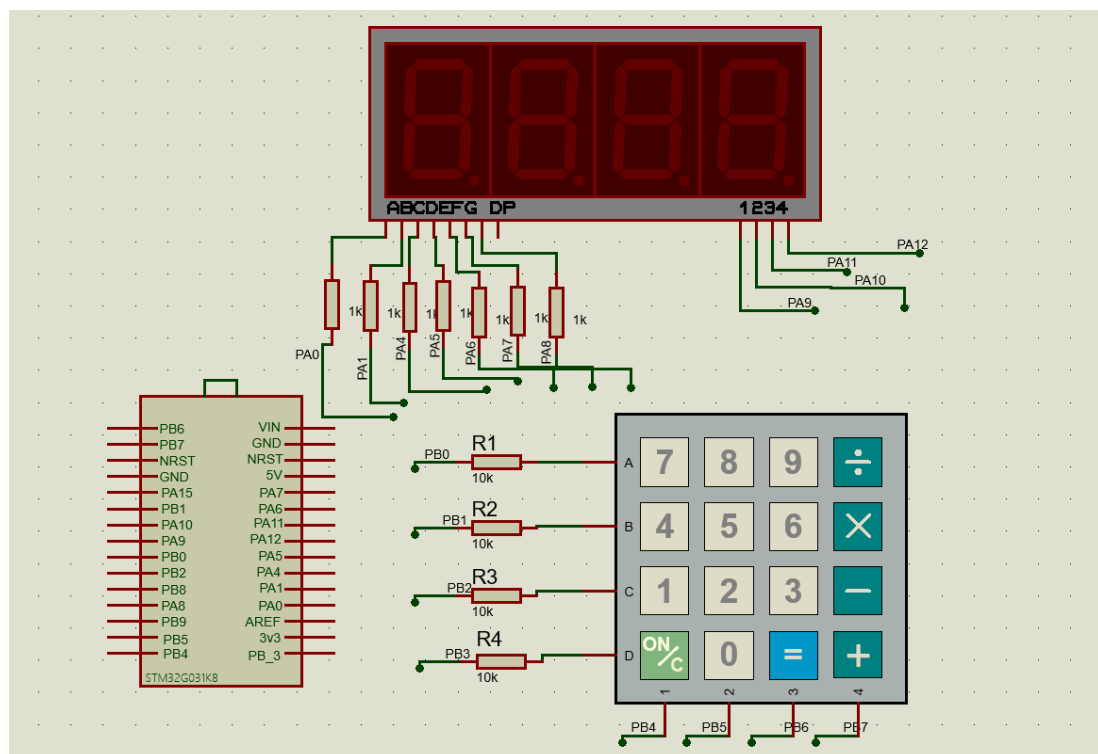 ABCDEFG DP
1234
PA12
PA11
PA10
PA9
1k
1k
1k
1k
1k
1k
1k
PA0
PA1
PA4
PA5
PA6
PA7
PA8
PB6
PB7
NRST
GND
PA15
PB1
PA10
PA9
PB0
PB2
PB8
PA8
PB9
PB5
PB4
VIN
GND
NRST
5V
PA7
PA6
PA11
PA12
PA5
PA4
PA1
PA0
AREF
3v3
PB_3
STM32G031K8
PB0
R1
10k
PB1
R2
10k
PB2
R3
10k
PB3
R4
10k
A 7 8 9 ÷
B 4 5 6 ×
C 1 2 3 −
D ON/C 0 = +
1 2 3 4
PB4 PB5 PB6 PB7